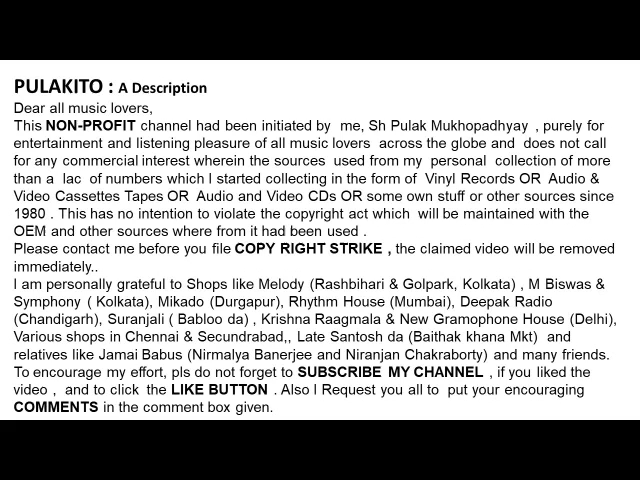 PULAKITO : A Description
Dear all music lovers,
This NON-PROFIT channel had been initiated by me, Sh Pulak Mukhopadhyay , purely for
entertainment and listening pleasure of all music lovers across the globe and does not call
for any commercial interest wherein the sources used from my personal collection of more
than a lac of numbers which I started collecting in the form of Vinyl Records OR Audio &
Video Cassettes Tapes OR Audio and Video CDs OR some own stuff or other sources since
1980 . This has no intention to violate the copyright act which will be maintained with the
OEM and other sources where from it had been used .
Please contact me before you file COPY RIGHT STRIKE , the claimed video will be removed
immediately..
I am personally grateful to Shops like Melody (Rashbihari & Golpark, Kolkata) , M Biswas &
Symphony ( Kolkata), Mikado (Durgapur), Rhythm House (Mumbai), Deepak Radio
(Chandigarh), Suranjali ( Babloo da) , Krishna Raagmala & New Gramophone House (Delhi),
Various shops in Chennai & Secundrabad,, Late Santosh da (Baithak khana Mkt) and
relatives like Jamai Babus (Nirmalya Banerjee and Niranjan Chakraborty) and many friends.
To encourage my effort, pls do not forget to SUBSCRIBE MY CHANNEL , if you liked the
video , and to click the LIKE BUTTON . Also I Request you all to put your encouraging
COMMENTS in the comment box given.